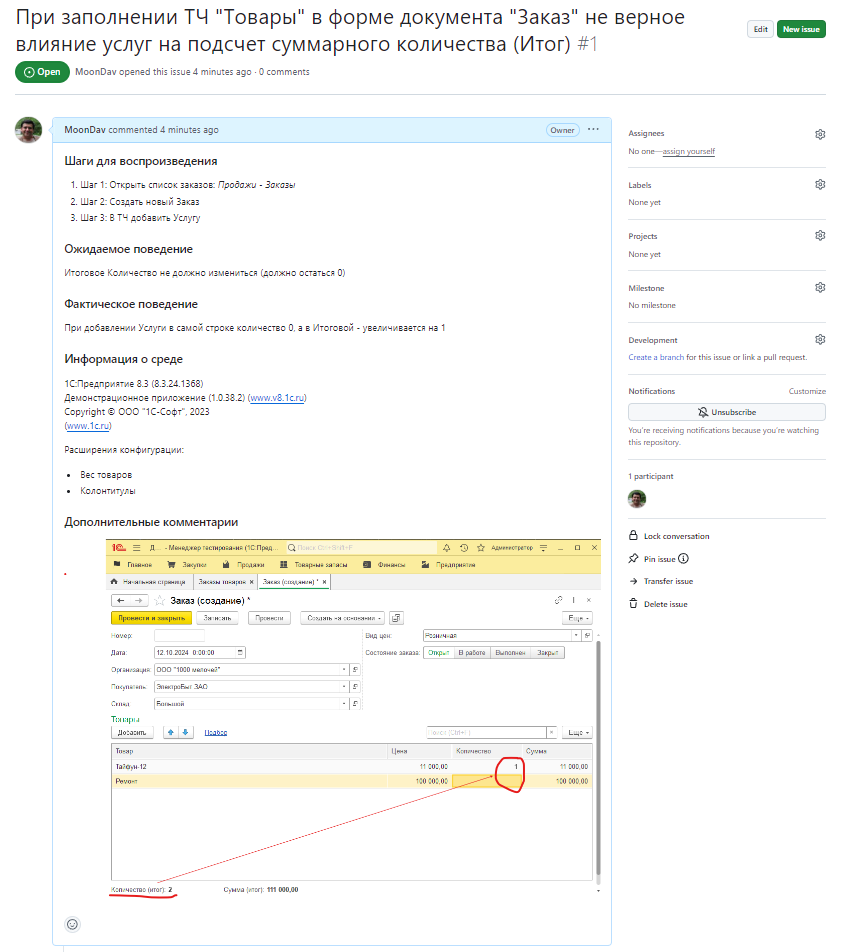 При заполнении ТЧ "Товары" в форме документа "Заказ" не верное
влияние услуг на подсчет суммарного количества (Итог) #1
Edit
New issue
Open
MoonDav opened this issue 4 minutes ago · 0 comments
MoonDav commented 4 minutes ago
Owner
Шаги для воспроизведения
1. Шаг 1: Открыть список заказов: Продажи - Заказы
2. Шаг 2: Создать новый Заказ
3. Шаг 3: В ТЧ добавить Услугу
Ожидаемое поведение
Итоговое Количество не должно измениться (должно остаться 0)
Фактическое поведение
При добавлении Услуги в самой строке количество 0, а в Итоговой - увеличивается на 1
Информация о среде
1С:Предприятие 8.3 (8.3.24.1368)
Демонстрационное приложение (1.0.38.2) (www.v8.1c.ru)
Copyright © ООО "1С-Софт", 2023
(www.1c.ru)
Расширения конфигурации:
• Вес товаров
• Колонтитулы
Дополнительные комментарии
Д... - Менеджер тестирования (1С:Пред...
Поиск Ctrl+Shift+F
Администратор
Главное
Закупки
Продажи
Товарные запасы
Финансы
Предприятие
Начальная страница
Заказы товаров ×
Заказ (создание) * ×
Заказ (создание) *
Провести и закрыть
Записать
Провести
Создать на основании
Еще
Номер:
Вид цен:
Розничная
Дата:
12.10.2024 0:00:00
Состояние заказа:
Открыт
В работе
Выполнен
Закрыт
Организация:
ООО "1000 мелочей"
Покупатель:
ЭлектроБыт ЗАО
Склад:
Большой
Товары
Добавить
Подбор
Поиск (Ctrl+F)
Еще
Товар
Цена
Количество
Сумма
Тайфун-12
11 000,00
1
11 000,00
Ремонт
100 000,00
100 000,00
Количество (итог): 2
Сумма (итог): 111 000,00
Assignees
No one—assign yourself
Labels
None yet
Projects
None yet
Milestone
No milestone
Development
Create a branch for this issue or link a pull request.
Notifications
Customize
Unsubscribe
You're receiving notifications because you're watching
this repository.
1 participant
Lock conversation
Pin issue
Transfer issue
Delete issue